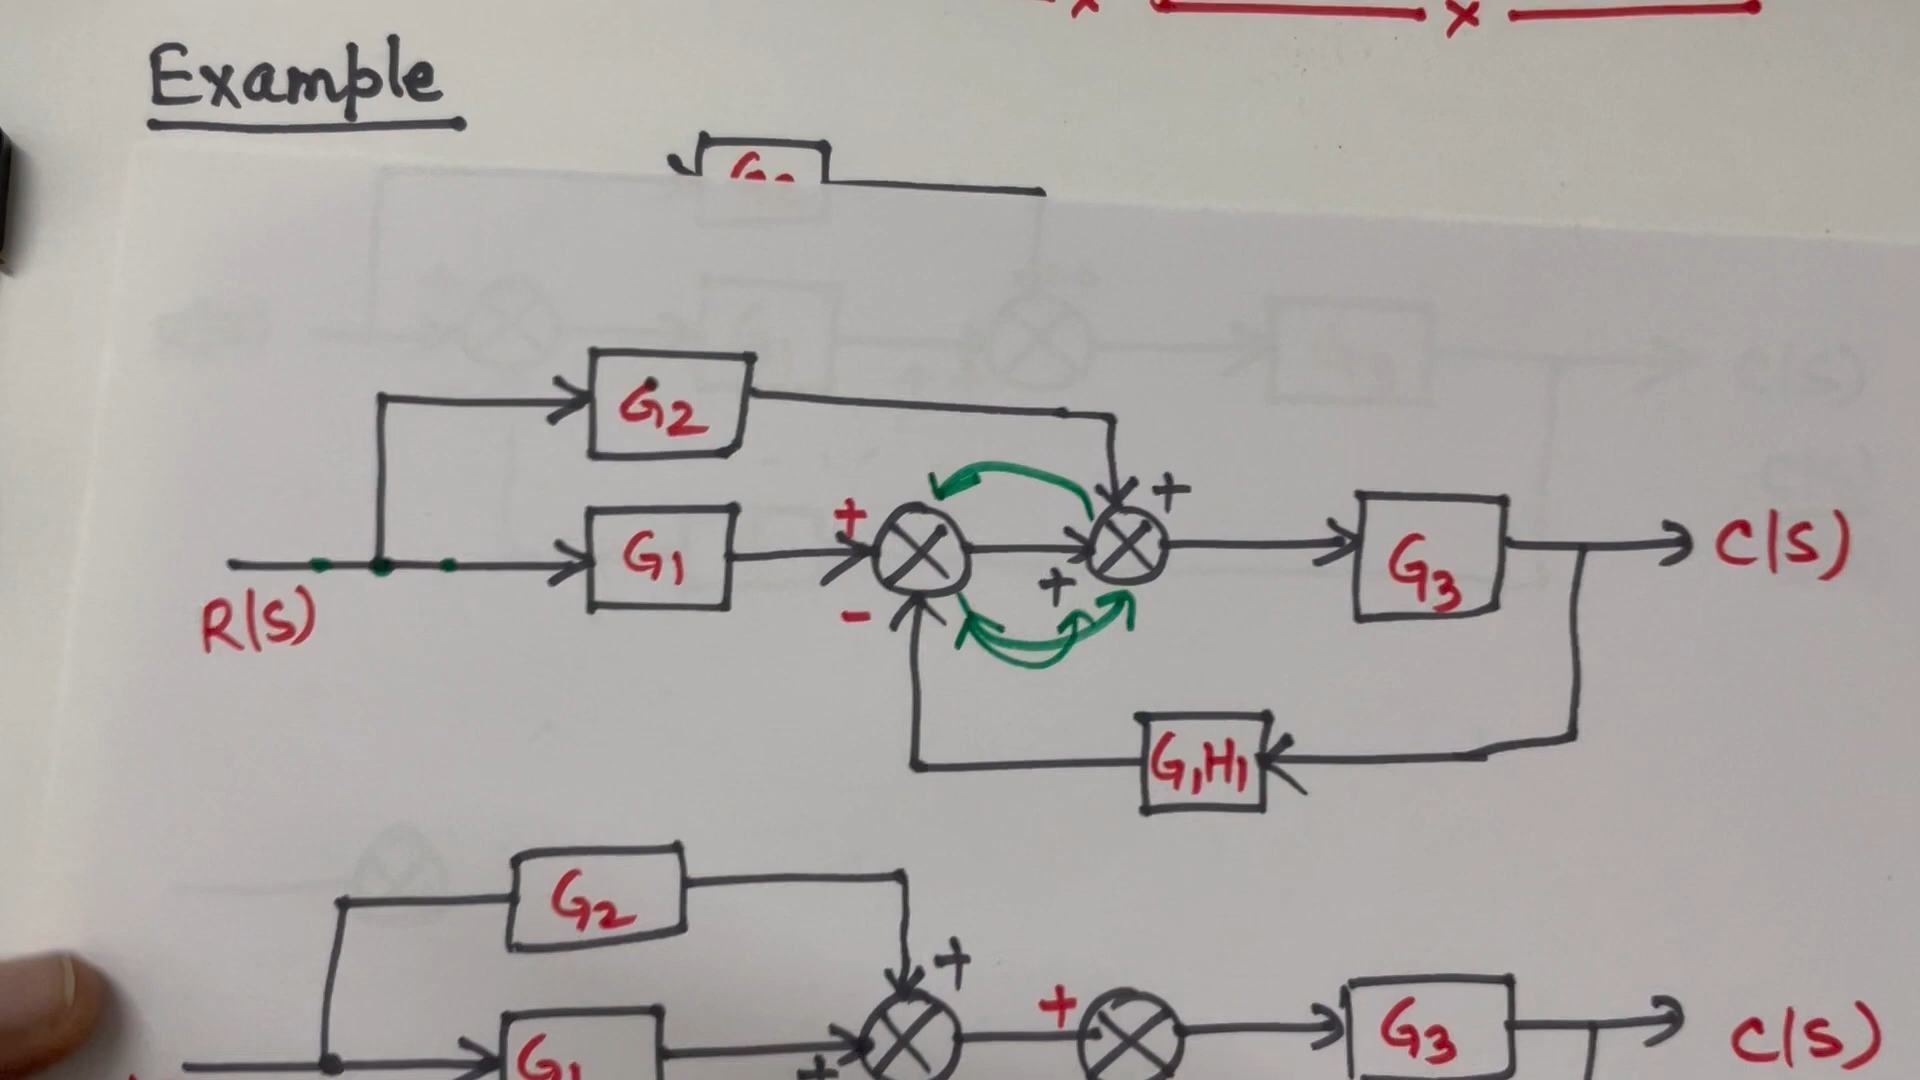 Example
G2
+
+ G1 G3 C(S)
+
R(S) -
G1H1
G2
+
+ G3 C(S)
G1
+